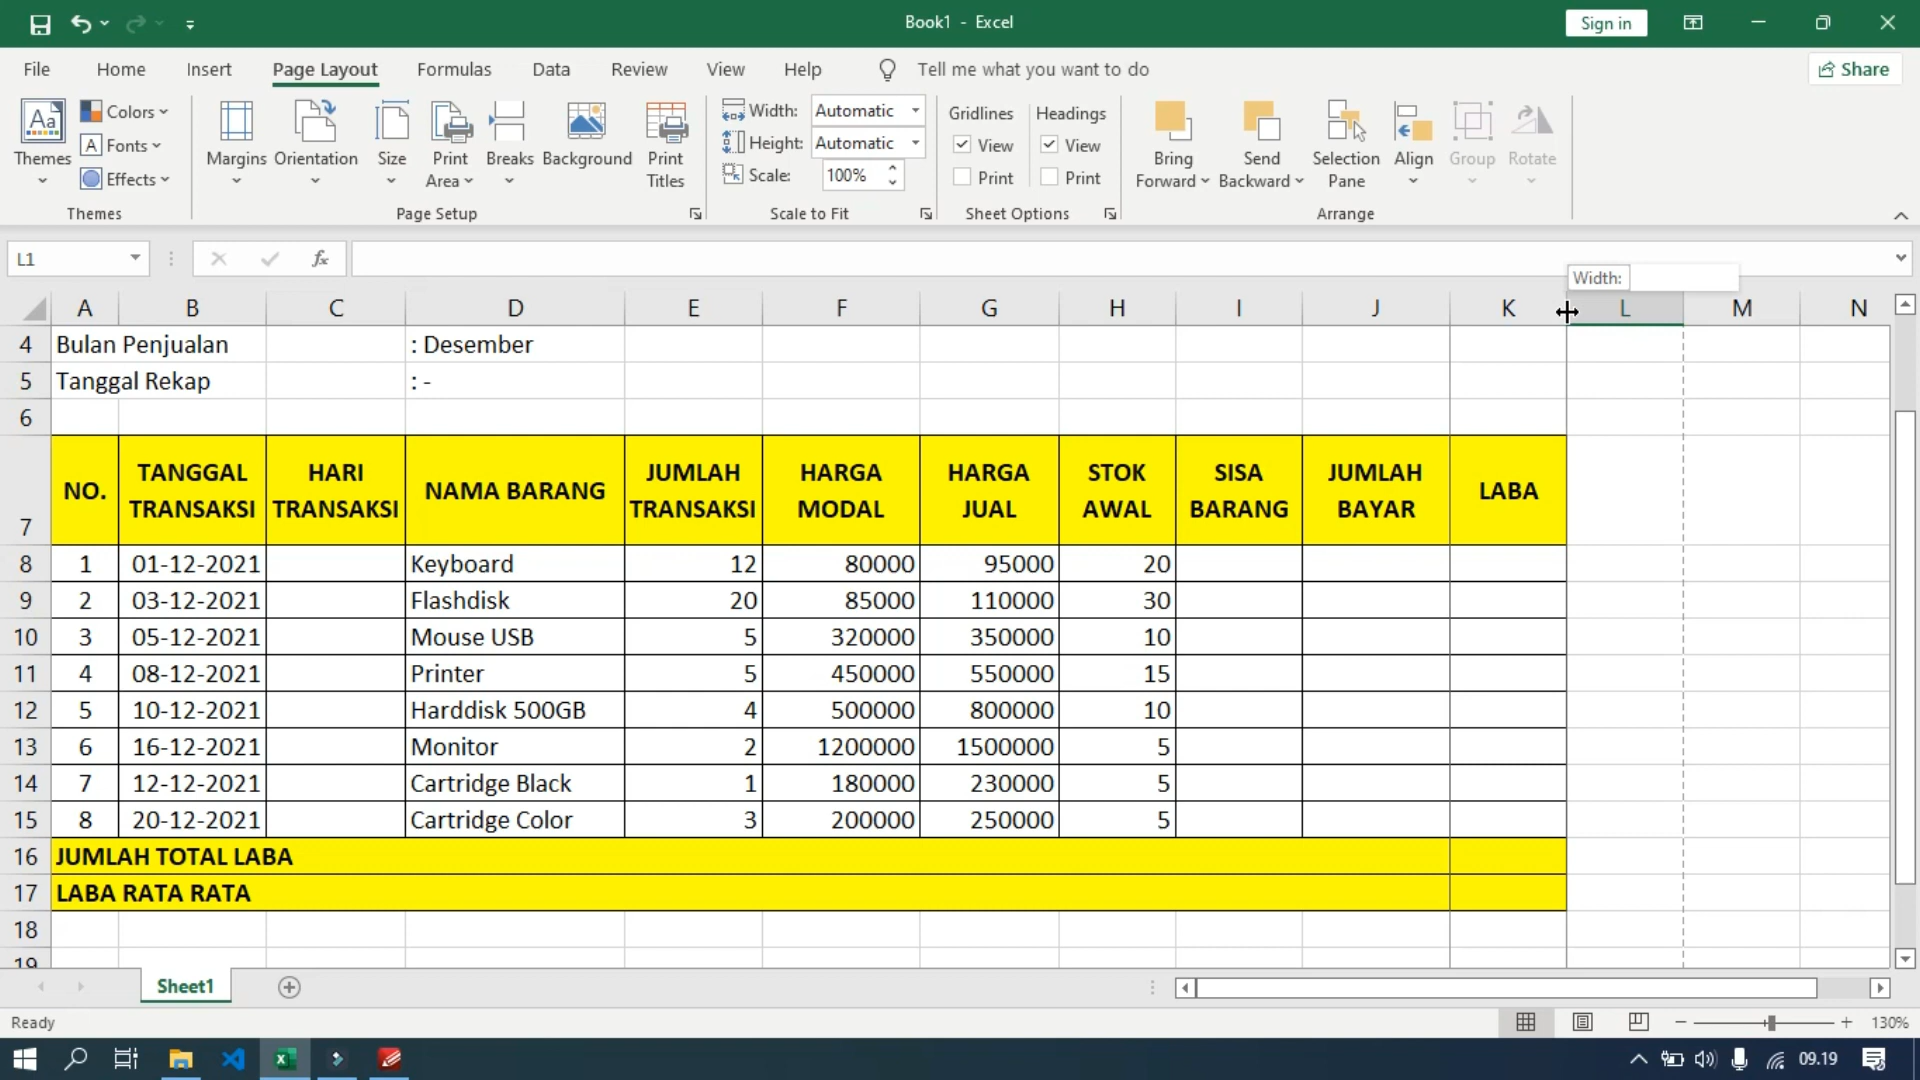 Book1 - Excel
Sign in
File Home Insert Page Layout Formulas Data Review View Help Tell me what you want to do Share
Aa Colors Width: Automatic Gridlines Headings
Themes A Fonts Margins Orientation Size Print Area Breaks Background Print Titles Height: Automatic View View Bring Forward Send Backward Selection Pane Align Group Rotate
Effects Scale: 100% Print Print
Themes Page Setup Scale to Fit Sheet Options Arrange
L1 fx
Width:
A B C D E F G H I J K L M N
4 Bulan Penjualan : Desember
5 Tanggal Rekap : -
6
7 NO. TANGGAL TRANSAKSI HARI TRANSAKSI NAMA BARANG JUMLAH TRANSAKSI HARGA MODAL HARGA JUAL STOK AWAL SISA BARANG JUMLAH BAYAR LABA
8 1 01-12-2021 Keyboard 12 80000 95000 20
9 2 03-12-2021 Flashdisk 20 85000 110000 30
10 3 05-12-2021 Mouse USB 5 320000 350000 10
11 4 08-12-2021 Printer 5 450000 550000 15
12 5 10-12-2021 Harddisk 500GB 4 500000 800000 10
13 6 16-12-2021 Monitor 2 1200000 1500000 5
14 7 12-12-2021 Cartridge Black 1 180000 230000 5
15 8 20-12-2021 Cartridge Color 3 200000 250000 5
16 JUMLAH TOTAL LABA
17 LABA RATA RATA
18
19
Sheet1
Ready 130%
09.19